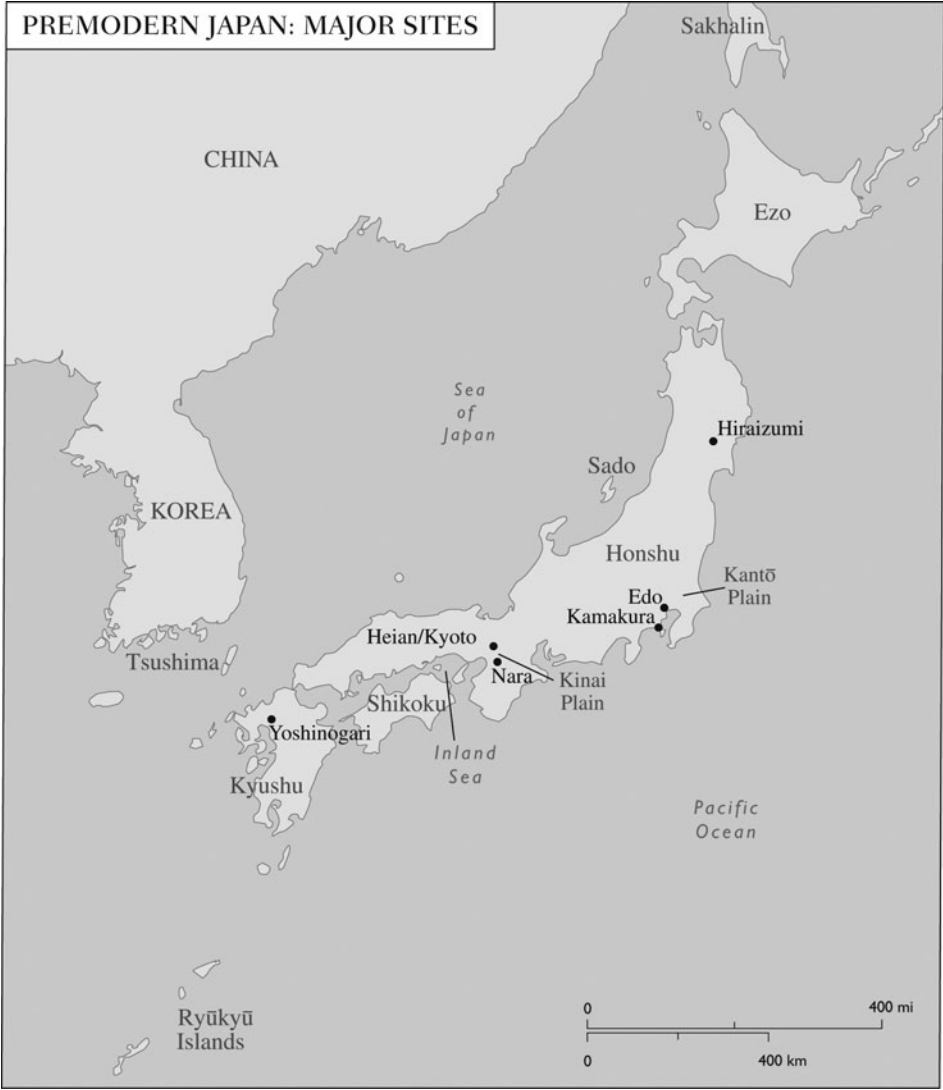 PREMODERN JAPAN: MAJOR SITES
Sakhalin
CHINA
Ezo
Sea
of
Japan
Hiraizumi
Sado
KOREA
Honshu
Kantō
Plain
Edo
Kamakura
Heian/Kyoto
Tsushima
Nara
Kinai
Plain
Shikoku
Yoshinogari
Inland
Sea
Kyushu
Pacific
Ocean
Ryūkyū
Islands
0 400 mi
0 400 km